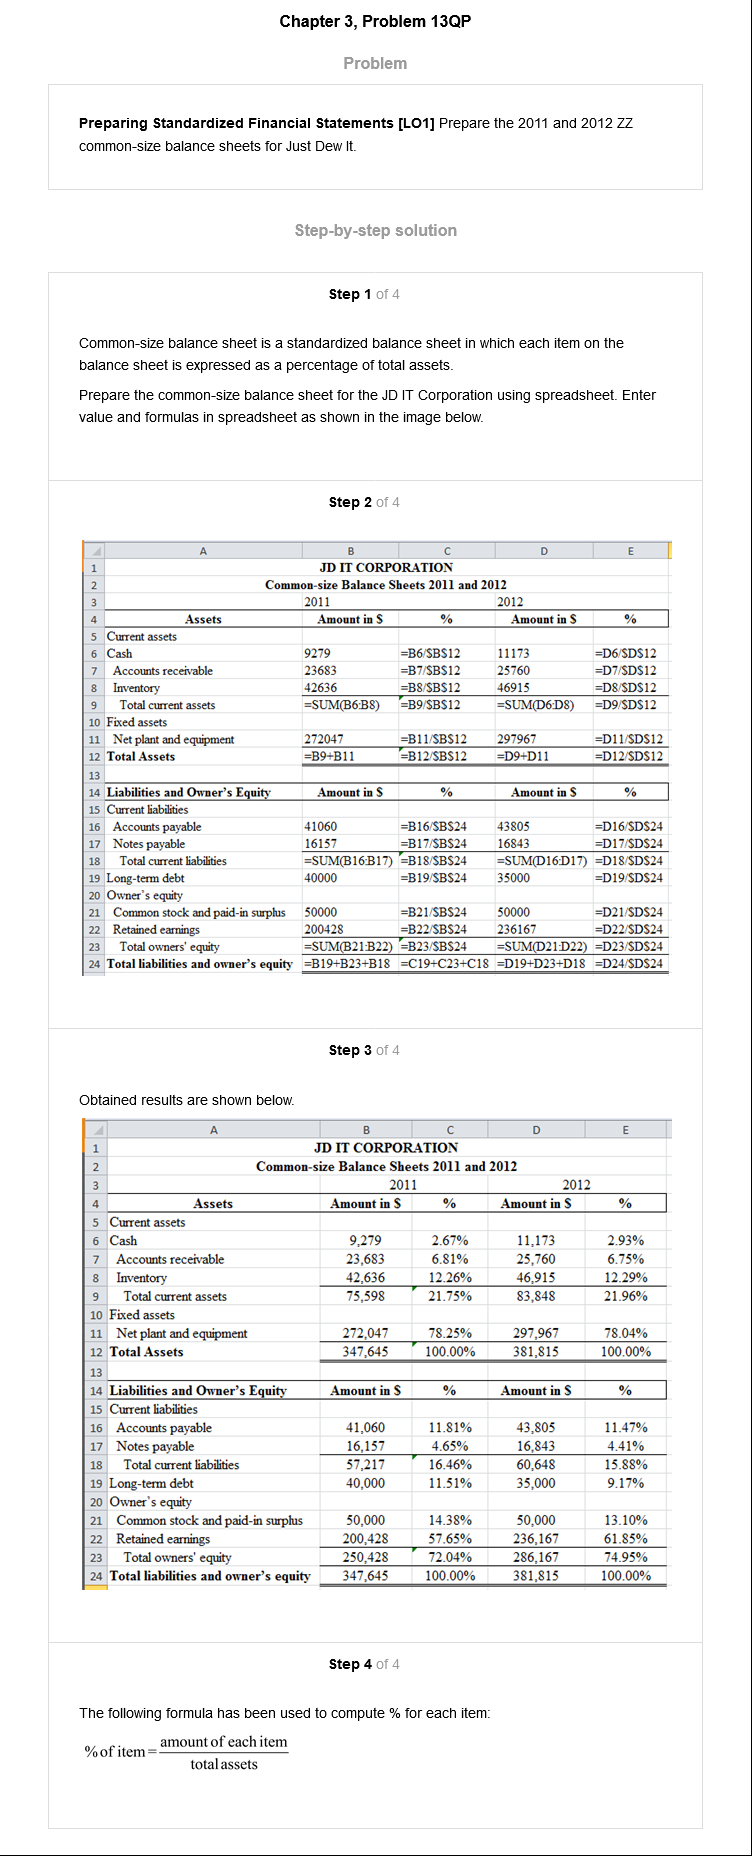 Chapter 3, Problem 13QP
Problem
Preparing Standardized Financial Statements [LO1] Prepare the 2011 and 2012 ZZ
common-size balance sheets for Just Dew It.
Step-by-step solution
Step 1 of 4
Common-size balance sheet is a standardized balance sheet in which each item on the
balance sheet is expressed as a percentage of total assets.
Prepare the common-size balance sheet for the JD IT Corporation using spreadsheet. Enter
value and formulas in spreadsheet as shown in the image below.
Step 2 of 4
A B C D E
1 JD IT CORPORATION
2 Common-size Balance Sheets 2011 and 2012
3 2011 2012
4 Assets Amount in $ % Amount in $ %
5 Current assets
6 Cash 9279 =B6/$B$12 11173 =D6/$D$12
7 Accounts receivable 23683 =B7/$B$12 25760 =D7/$D$12
8 Inventory 42636 =B8/$B$12 46915 =D8/$D$12
9 Total current assets =SUM(B6:B8) =B9/$B$12 =SUM(D6:D8) =D9/$D$12
10 Fixed assets
11 Net plant and equipment 272047 =B11/$B$12 297967 =D11/$D$12
12 Total Assets =B9+B11 =B12/$B$12 =D9+D11 =D12/$D$12
13
14 Liabilities and Owner's Equity Amount in $ % Amount in $ %
15 Current liabilities
16 Accounts payable 41060 =B16/$B$24 43805 =D16/$D$24
17 Notes payable 16157 =B17/$B$24 16843 =D17/$D$24
18 Total current liabilities =SUM(B16:B17) =B18/$B$24 =SUM(D16:D17) =D18/$D$24
19 Long-term debt 40000 =B19/$B$24 35000 =D19/$D$24
20 Owner's equity
21 Common stock and paid-in surplus 50000 =B21/$B$24 50000 =D21/$D$24
22 Retained earnings 200428 =B22/$B$24 236167 =D22/$D$24
23 Total owners' equity =SUM(B21:B22) =B23/$B$24 =SUM(D21:D22) =D23/$D$24
24 Total liabilities and owner's equity =B19+B23+B18 =C19+C23+C18 =D19+D23+D18 =D24/$D$24
Step 3 of 4
Obtained results are shown below.
A B C D E
1 JD IT CORPORATION
2 Common-size Balance Sheets 2011 and 2012
3 2011 2012
4 Assets Amount in $ % Amount in $ %
5 Current assets
6 Cash 9,279 2.67% 11,173 2.93%
7 Accounts receivable 23,683 6.81% 25,760 6.75%
8 Inventory 42,636 12.26% 46,915 12.29%
9 Total current assets 75,598 21.75% 83,848 21.96%
10 Fixed assets
11 Net plant and equipment 272,047 78.25% 297,967 78.04%
12 Total Assets 347,645 100.00% 381,815 100.00%
13
14 Liabilities and Owner's Equity Amount in $ % Amount in $ %
15 Current liabilities
16 Accounts payable 41,060 11.81% 43,805 11.47%
17 Notes payable 16,157 4.65% 16,843 4.41%
18 Total current liabilities 57,217 16.46% 60,648 15.88%
19 Long-term debt 40,000 11.51% 35,000 9.17%
20 Owner's equity
21 Common stock and paid-in surplus 50,000 14.38% 50,000 13.10%
22 Retained earnings 200,428 57.65% 236,167 61.85%
23 Total owners' equity 250,428 72.04% 286,167 74.95%
24 Total liabilities and owner's equity 347,645 100.00% 381,815 100.00%
Step 4 of 4
The following formula has been used to compute % for each item:
amount of each item
% of item =
total assets